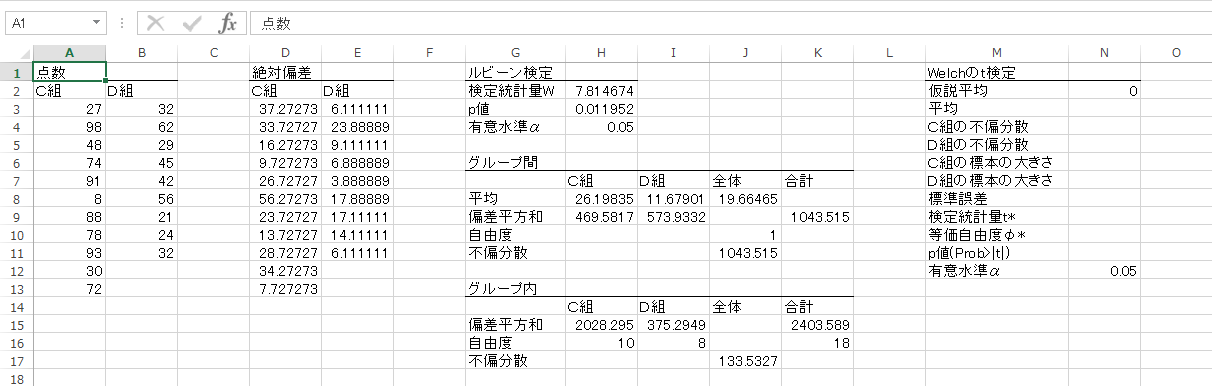 A1 fx 点数
A B C D E F G H I J K L M N O
1 点数 絶対偏差 ルビーン検定 Welchのt検定
2 C組 D組 C組 D組 検定統計量W 7.814674 仮説平均 0
3 27 32 37.27273 6.111111 p値 0.011952 平均
4 98 62 33.72727 23.88889 有意水準α 0.05 C組の不偏分散
5 48 29 16.27273 9.111111 D組の不偏分散
6 74 45 9.727273 6.888889 グループ間 C組の標本の大きさ
7 91 42 26.72727 3.888889 C組 D組 全体 合計 D組の標本の大きさ
8 8 56 56.27273 17.88889 平均 26.19835 11.67901 19.66465 標準誤差
9 88 21 23.72727 17.11111 偏差平方和 469.5817 573.9332 1043.515 検定統計量t*
10 78 24 13.72727 14.11111 自由度 1 等価自由度φ*
11 93 32 28.72727 6.111111 不偏分散 1043.515 p値(Prob>|t|)
12 30 34.27273 有意水準α 0.05
13 72 7.727273 グループ内
14 C組 D組 全体 合計
15 偏差平方和 2028.295 375.2949 2403.589
16 自由度 10 8 18
17 不偏分散 133.5327
18